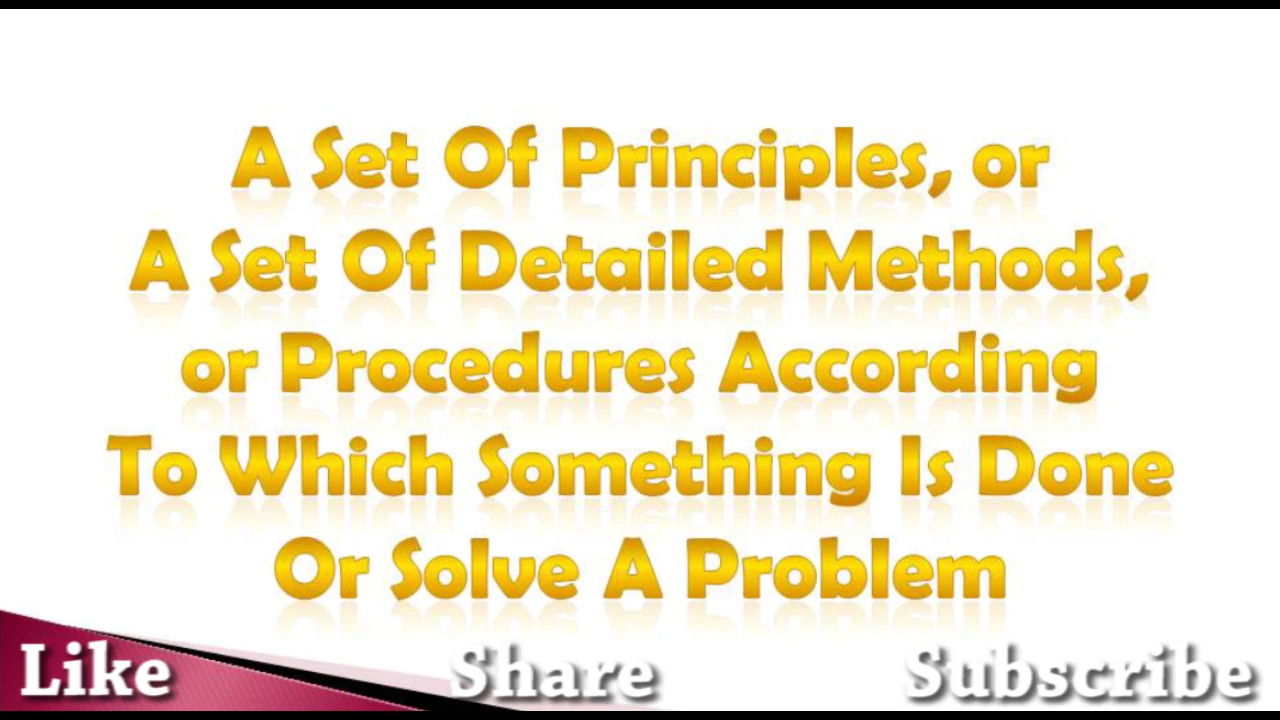 A Set Of Principles, or
A Set Of Detailed Methods,
or Procedures According
To Which Something Is Done
Or Solve A Problem
Like Share Subscribe